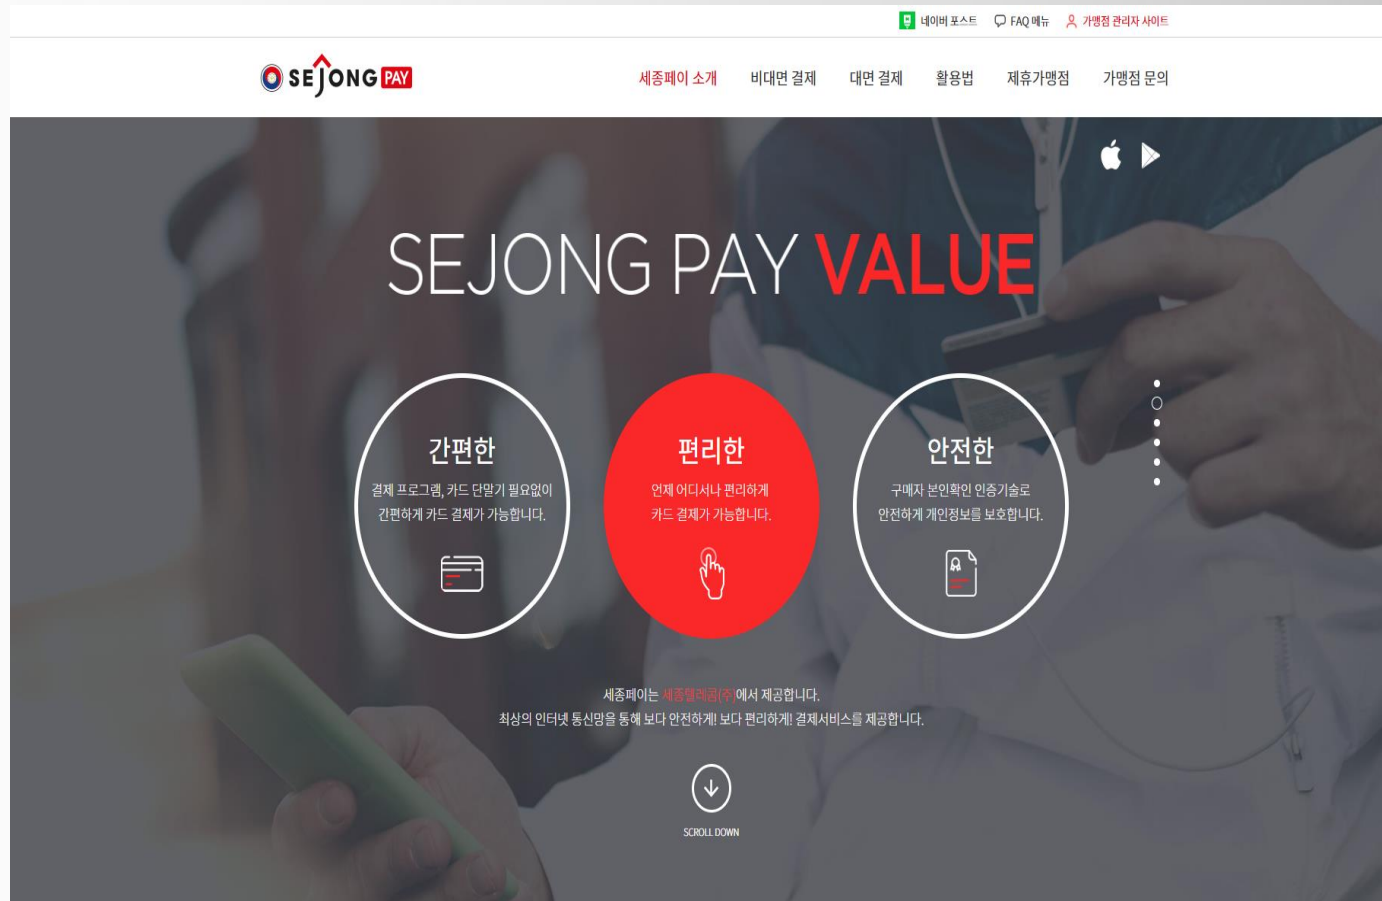 네이버 포스트 FAQ 메뉴 가맹점 관리자 사이트
SEJONG PAY 세종페이 소개 비대면 결제 대면 결제 활용법 제휴가맹점 가맹점 문의
SEJONG PAY VALUE
간편한
결제 프로그램, 카드 단말기 필요없이
간편하게 카드 결제가 가능합니다.
편리한
언제 어디서나 편리하게
카드 결제가 가능합니다.
안전한
구매자 본인확인 인증기술로
안전하게 개인정보를 보호합니다.
세종페이는 세종텔레콤(주)에서 제공합니다.
최상의 인터넷 통신망을 통해 보다 안전하게! 보다 편리하게! 결제서비스를 제공합니다.
SCROLL DOWN